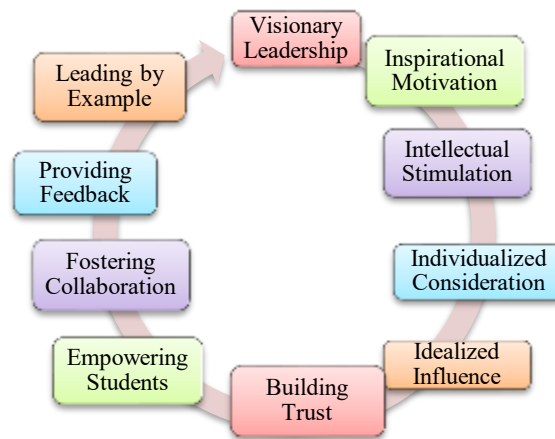 Visionary
Leadership
Inspirational
Motivation
Intellectual
Stimulation
Individualized
Consideration
Idealized
Influence
Building
Trust
Empowering
Students
Fostering
Collaboration
Providing
Feedback
Leading by
Example